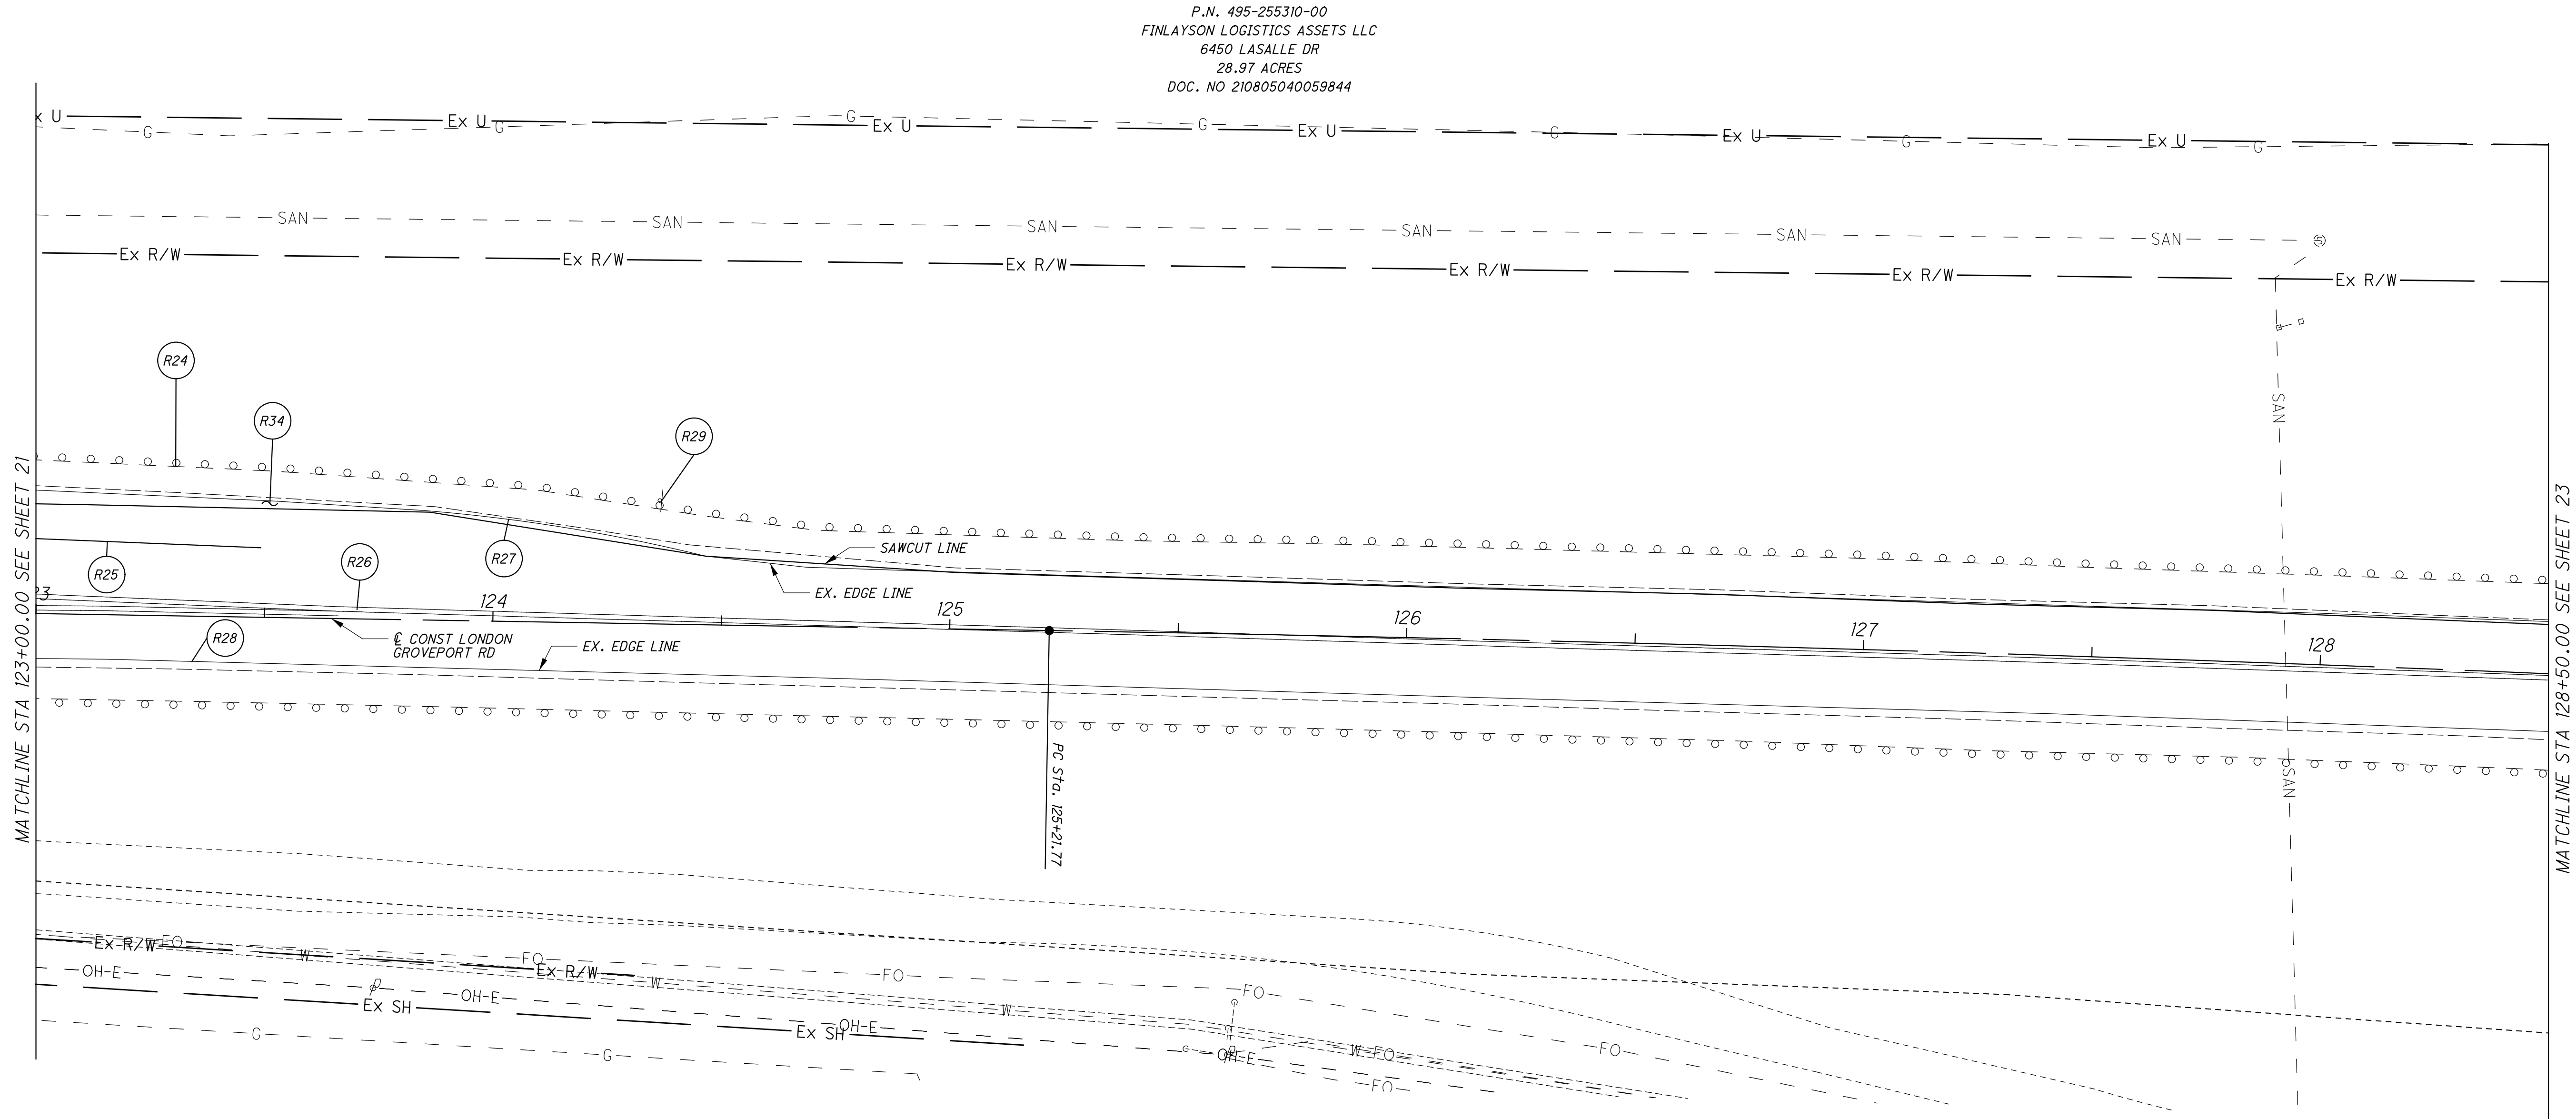 P.N. 495-255310-00
FINLAYSON LOGISTICS ASSETS LLC
6450 LASALLE DR
28.97 ACRES
DOC. NO 210805040059844
x U
Ex U
Ex U
Ex U
Ex U
Ex U
G
G
G
G
G
G
G
SAN
SAN
SAN
SAN
SAN
SAN
S
Ex R/W
Ex R/W
Ex R/W
Ex R/W
Ex R/W
Ex R/W
R24
R34
R29
SAN
MATCHLINE STA 123+00.00 SEE SHEET 21
MATCHLINE STA 128+50.00 SEE SHEET 23
SAWCUT LINE
R27
R26
R25
EX. EDGE LINE
23
124
125
126
127
128
R28
℄ CONST LONDON
GROVEPORT RD
EX. EDGE LINE
PC Sta. 125+21.77
SAN
Ex R/W
FO
W
FO
Ex R/W
W
FO
FO
W
OH-E
OH-E
OH-E
OH-E
Ex SH
Ex SH
G
G
W
FO
FO
FO